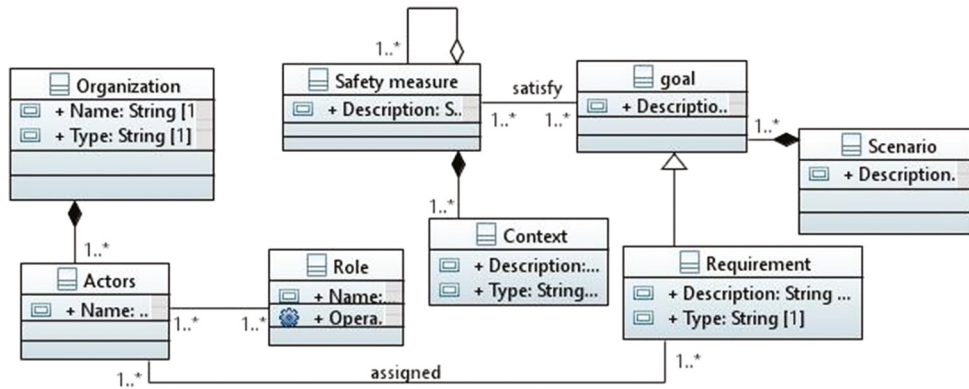 Organization
+ Name: String [1
+ Type: String [1]
1..*
Safety measure
+ Description: S..
1..*
satisfy
1..*
goal
+ Descriptio..
1..*
Scenario
+ Description.
1..*
Actors
+ Name: ..
1..*
1..*
Role
+ Name:...
+ Opera.
1..*
Context
+ Description:...
+ Type: String...
Requirement
+ Description: String ...
+ Type: String [1]
1..*
assigned
1..*